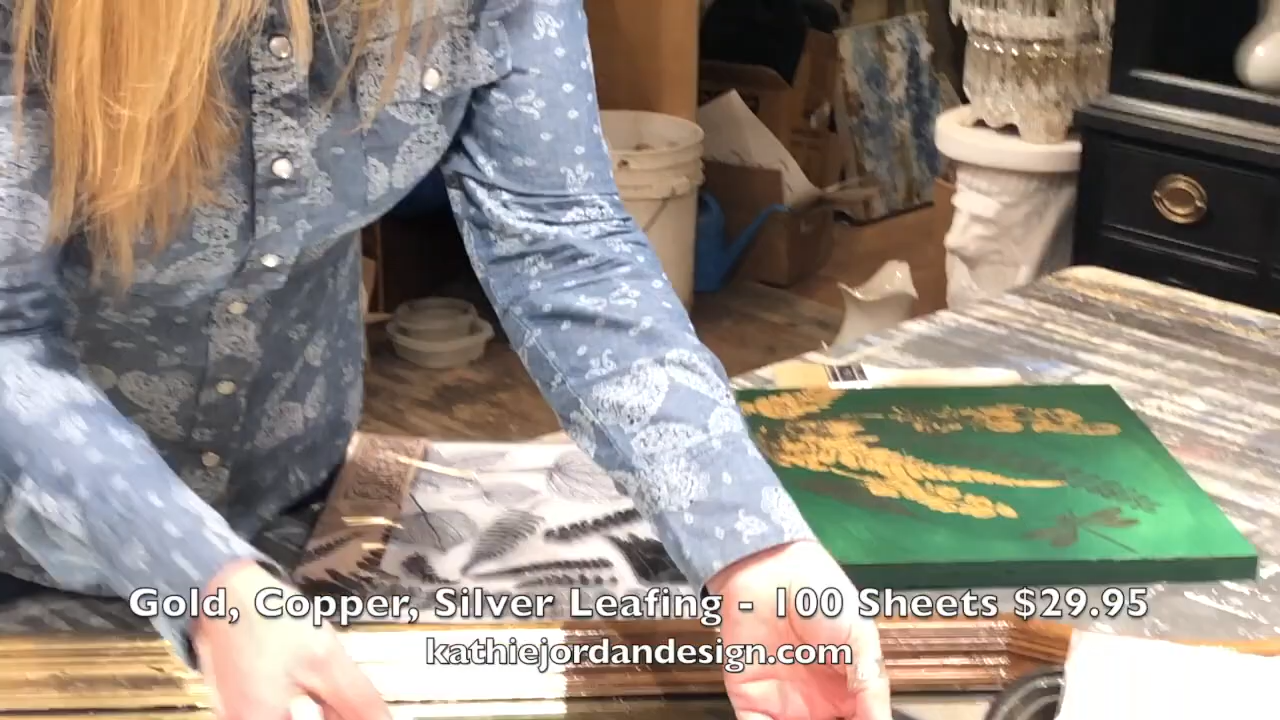 Gold, Copper, Silver Leafing - 100 Sheets $29.95
kathiejordandesign.com